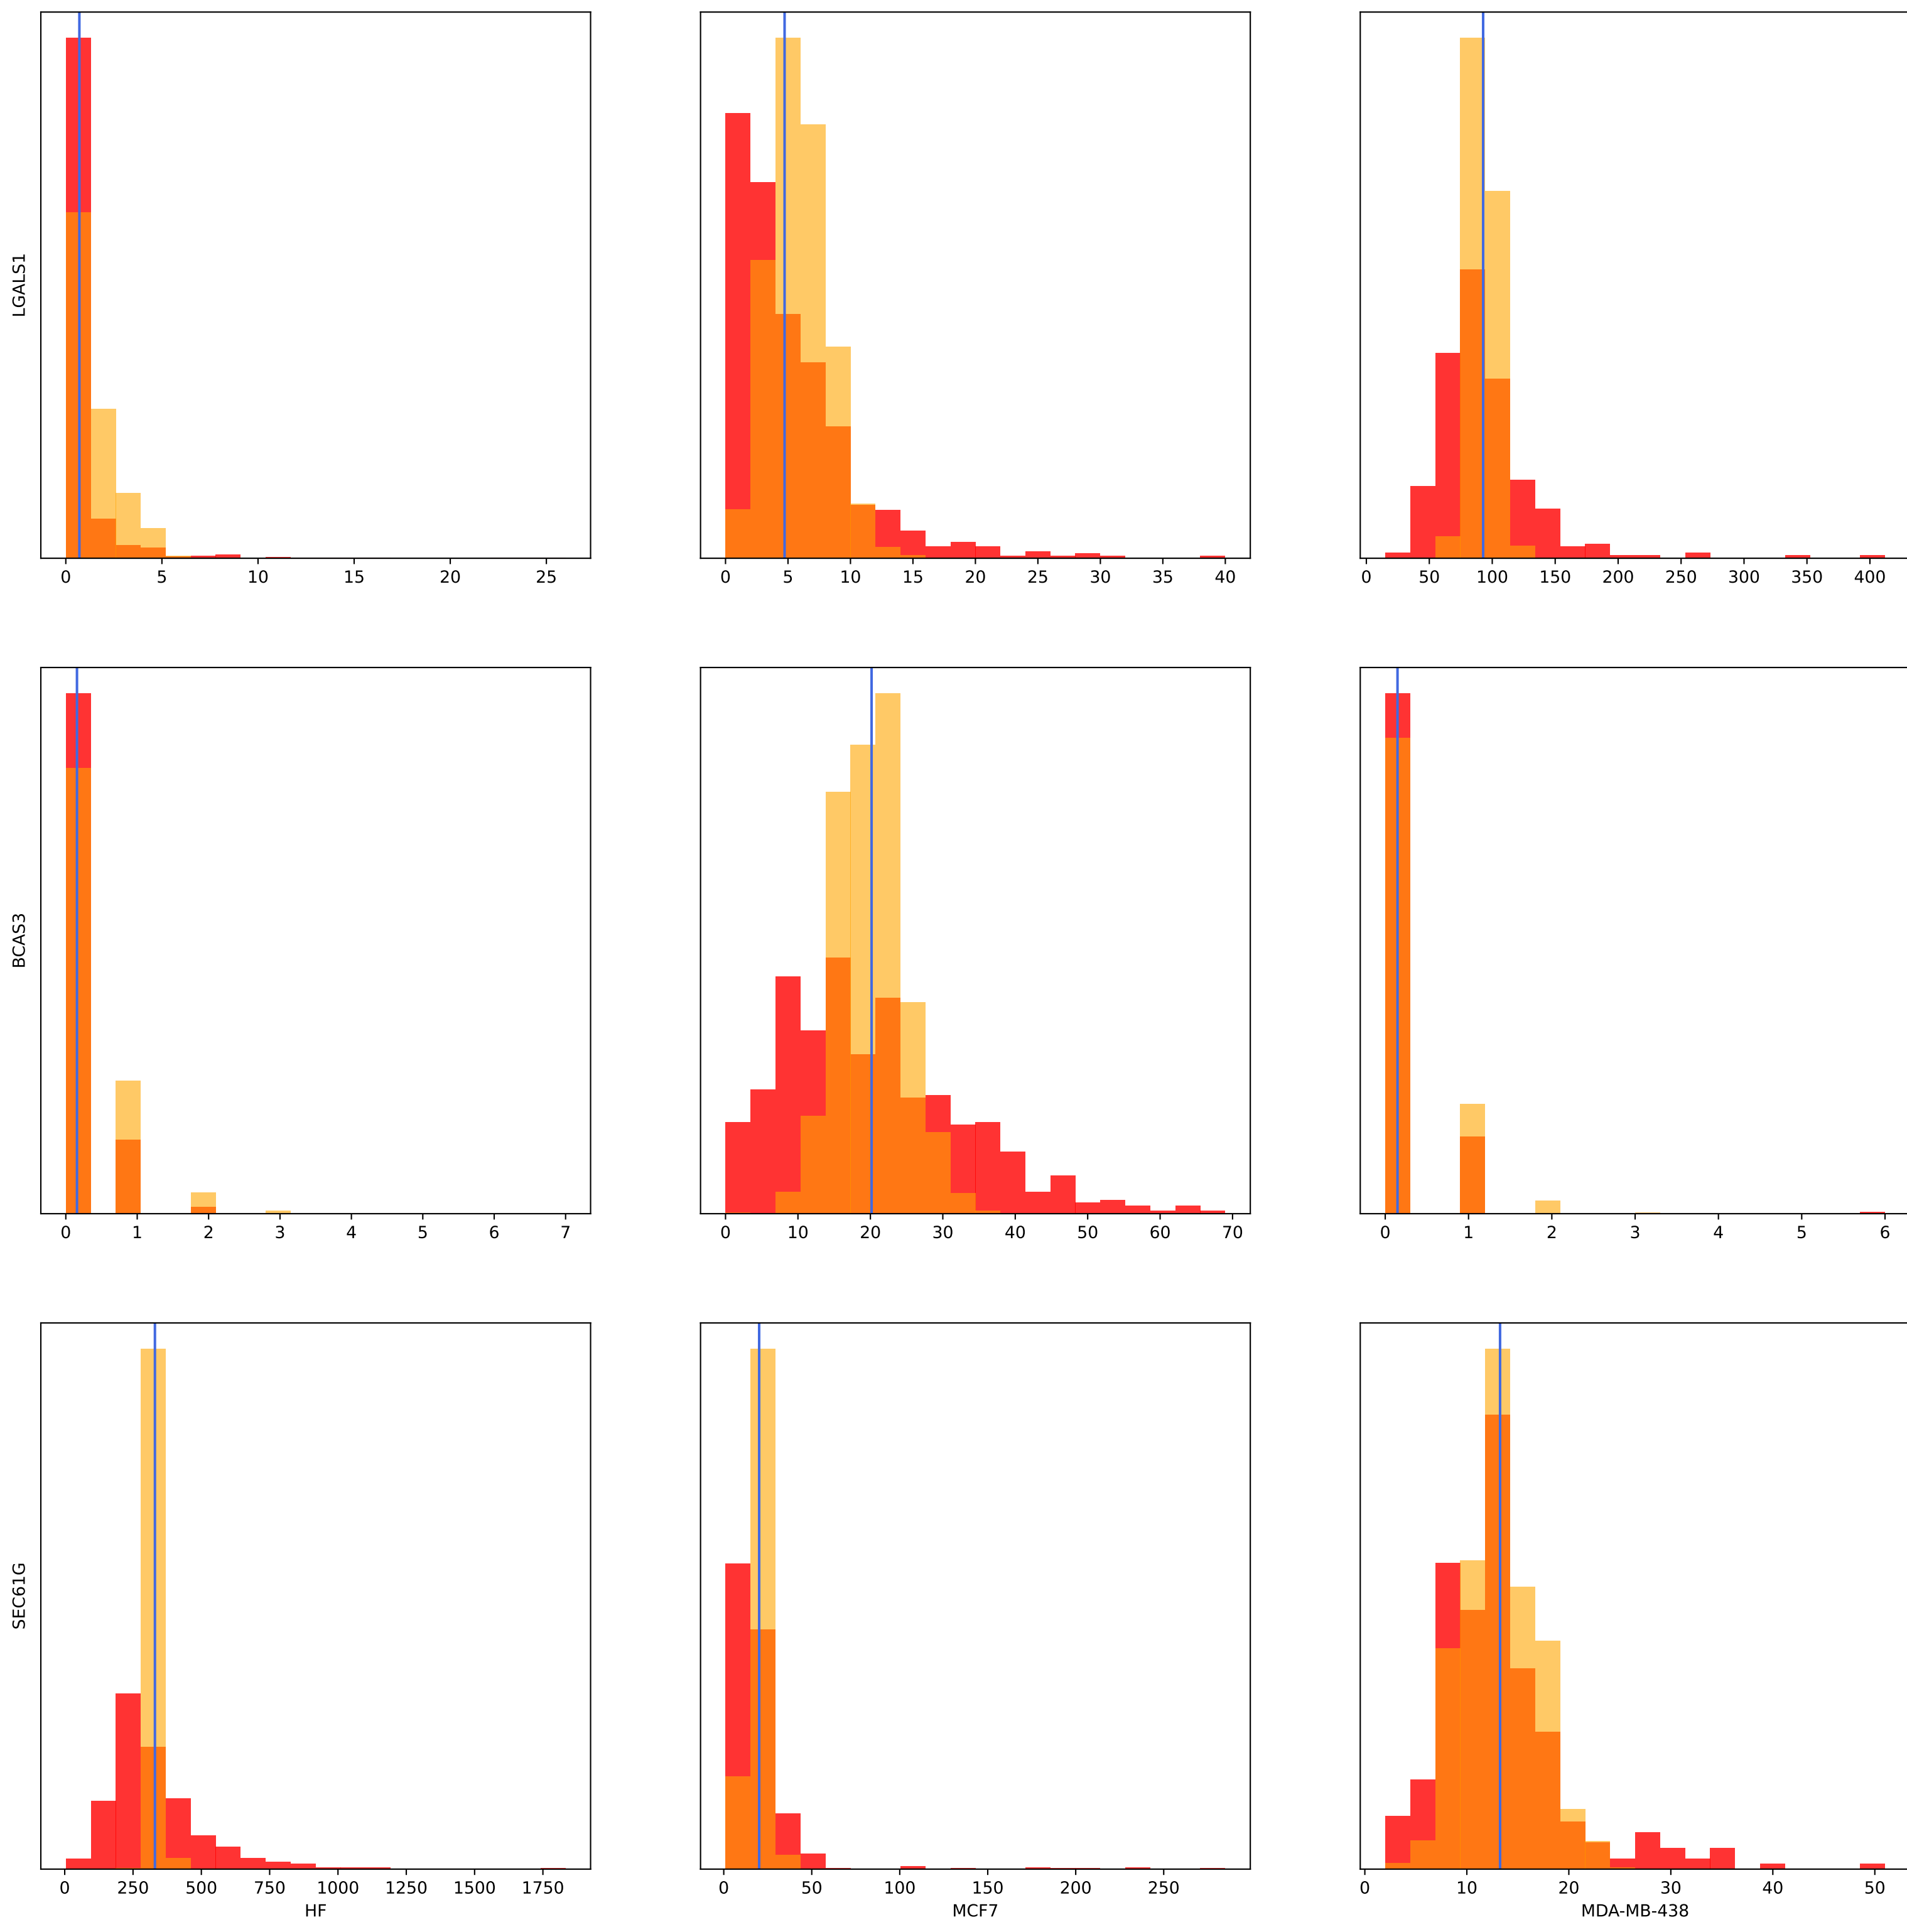 LGALS1
0 5 10 15 20 25
0 5 10 15 20 25 30 35 40
0 50 100 150 200 250 300 350 400
BCAS3
0 1 2 3 4 5 6 7
0 10 20 30 40 50 60 70
0 1 2 3 4 5 6
SEC61G
0 250 500 750 1000 1250 1500 1750
0 50 100 150 200 250
0 10 20 30 40 50
HF
MCF7
MDA-MB-438